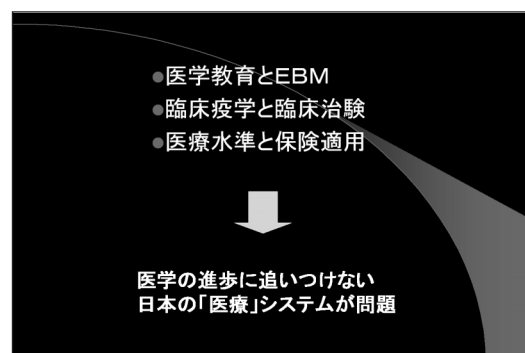 ●医学教育とEBM
●臨床疫学と臨床治験
●医療水準と保険適用
医学の進歩に追いつけない
日本の「医療」システムが問題